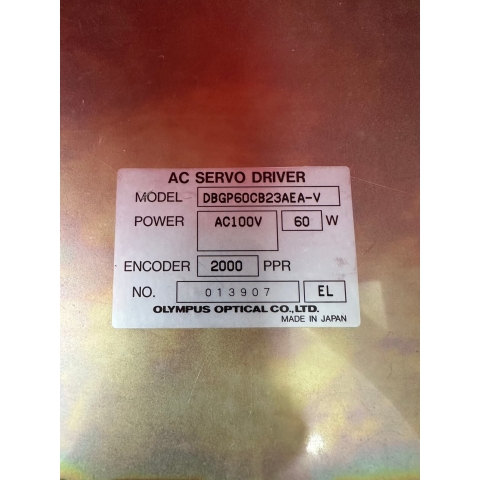 AC SERVO DRIVER
MODEL DBGP60CB23AEA-V
POWER AC100V 60 W
ENCODER 2000 PPR
NO. 013907 EL
OLYMPUS OPTICAL CO.,LTD.
MADE IN JAPAN